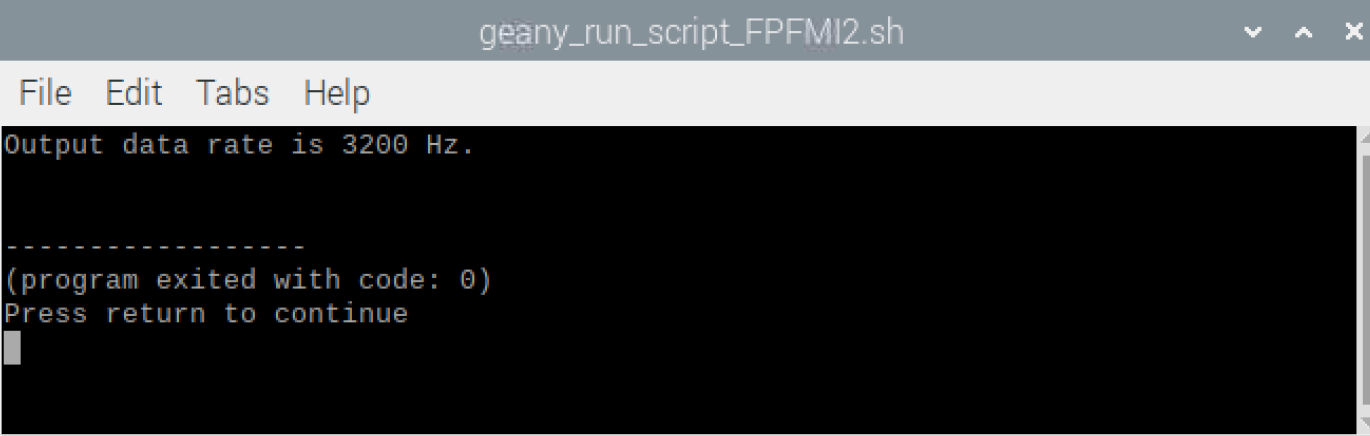 geany_run_script_FPFMI2.sh
File Edit Tabs Help
Output data rate is 3200 Hz.
------------------
(program exited with code: 0)
Press return to continue